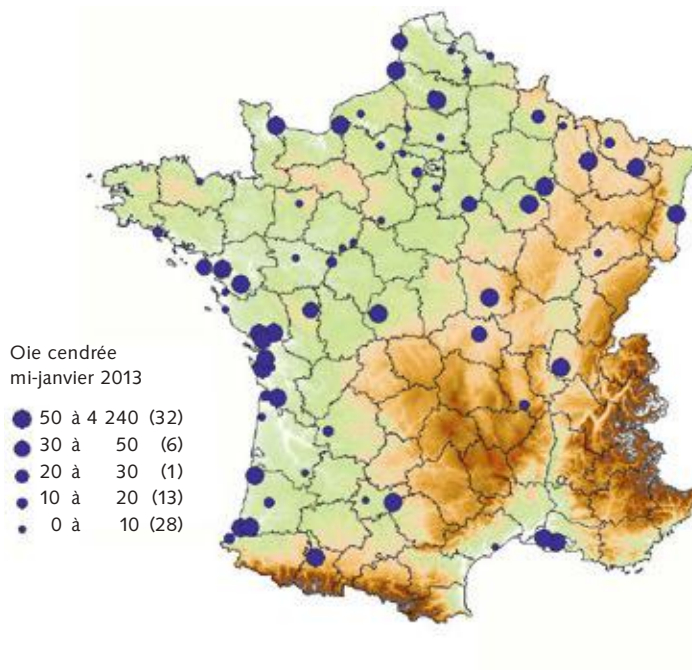 Oie cendrée
mi-janvier 2013
50 à 4 240 (32)
30 à 50 (6)
20 à 30 (1)
10 à 20 (13)
0 à 10 (28)